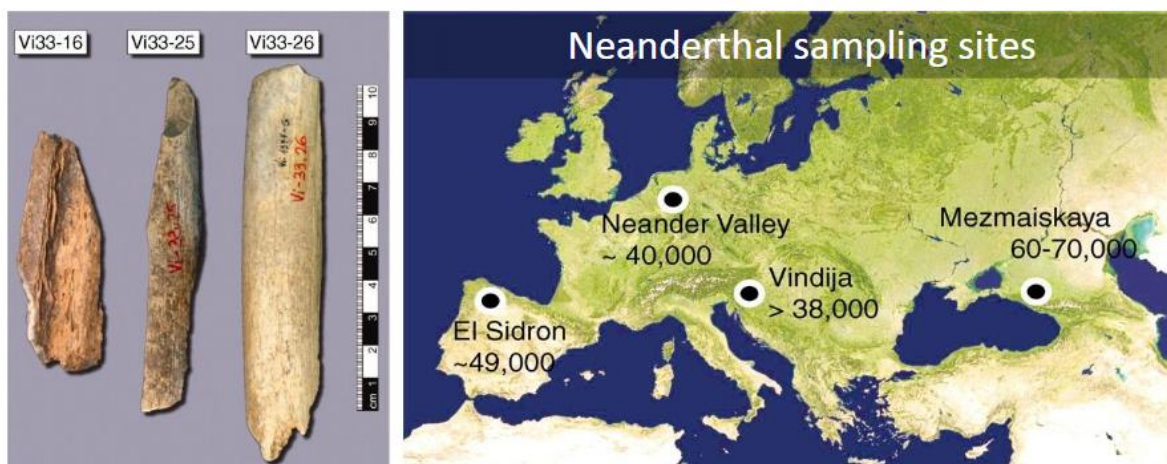 Vi33-16
Vi33-25
Vi33-26
Vi-33.25
Vi-33.26
10
9
8
7
6
5
4
3
2
cm 1
Neanderthal sampling sites
Neander Valley
~ 40,000
Mezmaiskaya
60-70,000
Vindija
> 38,000
El Sidron
~49,000